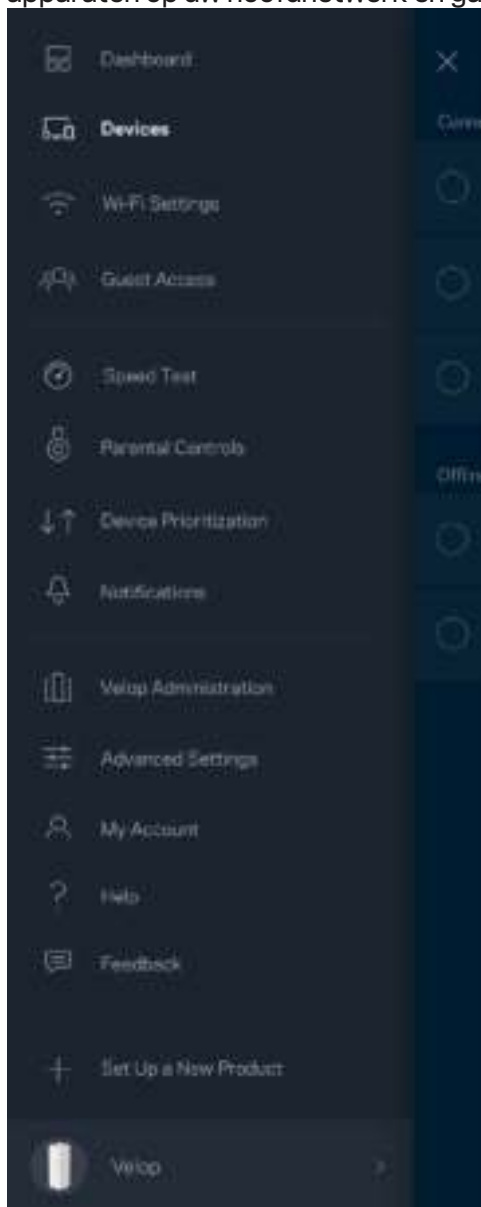 Dashboard
Devices
Wi-Fi Settings
Guest Access
Speed Test
Parental Controls
Device Prioritization
Notifications
Velop Administration
Advanced Settings
My Account
Help
Feedback
Set Up a New Product
Velop